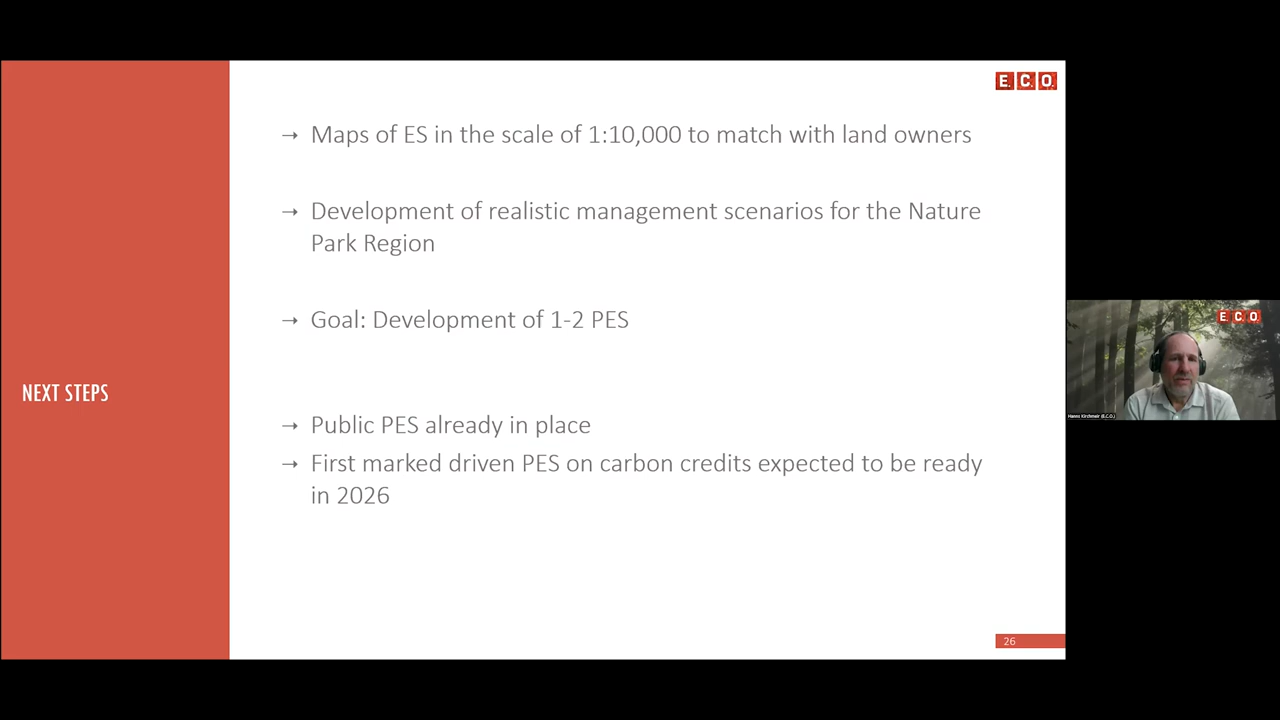 E.C.O.
→ Maps of ES in the scale of 1:10,000 to match with land owners
→ Development of realistic management scenarios for the Nature
Park Region
→ Goal: Development of 1-2 PES
NEXT STEPS
→ Public PES already in place
→ First marked driven PES on carbon credits expected to be ready
in 2026
26
E.C.O.
Hanns Kirchmeir (E.C.O.)